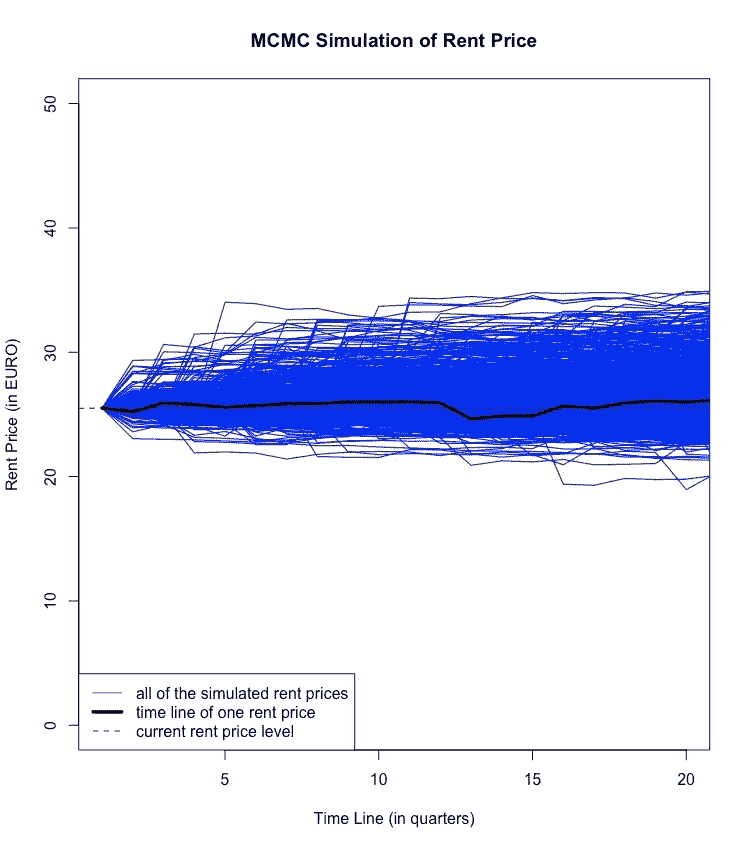 MCMC Simulation of Rent Price
Rent Price (in EURO)
50
40
30
20
10
0
all of the simulated rent prices
time line of one rent price
current rent price level
5 10 15 20
Time Line (in quarters)